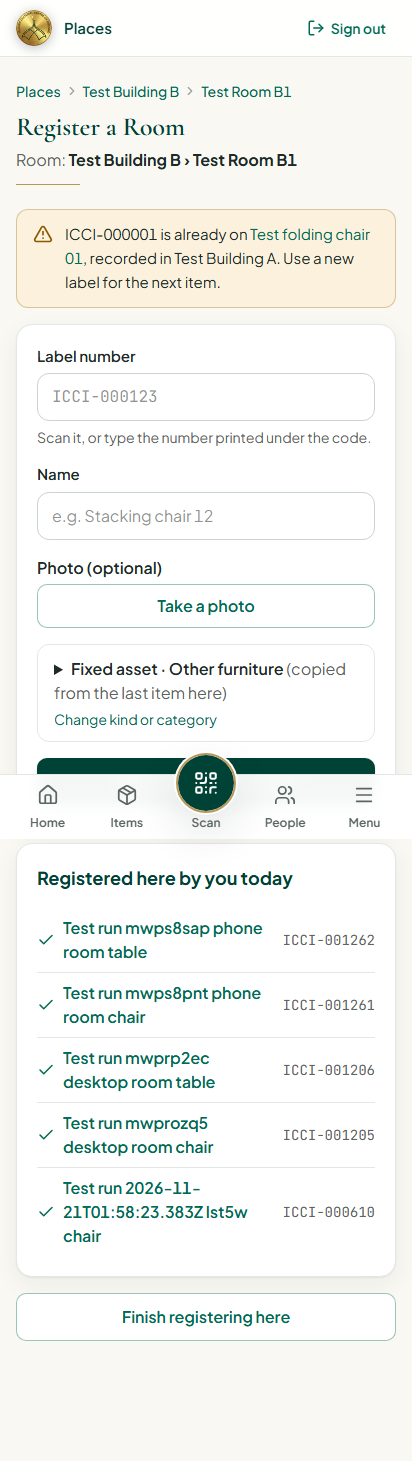 Places
Sign out
Places › Test Building B › Test Room B1
Register a Room
Room: Test Building B › Test Room B1
ICCI-000001 is already on Test folding chair
01, recorded in Test Building A. Use a new
label for the next item.
Label number
ICCI-000123
Scan it, or type the number printed under the code.
Name
e.g. Stacking chair 12
Photo (optional)
Take a photo
Fixed asset · Other furniture (copied
from the last item here)
Change kind or category
Home
Items
Scan
People
Menu
Registered here by you today
Test run mwps8sap phone
room table
ICCI-001262
Test run mwps8pnt phone
room chair
ICCI-001261
Test run mwprp2ec
desktop room table
ICCI-001206
Test run mwprozq5
desktop room chair
ICCI-001205
Test run 2026-11-
21T01:58:23.383Z lst5w
chair
ICCI-000610
Finish registering here